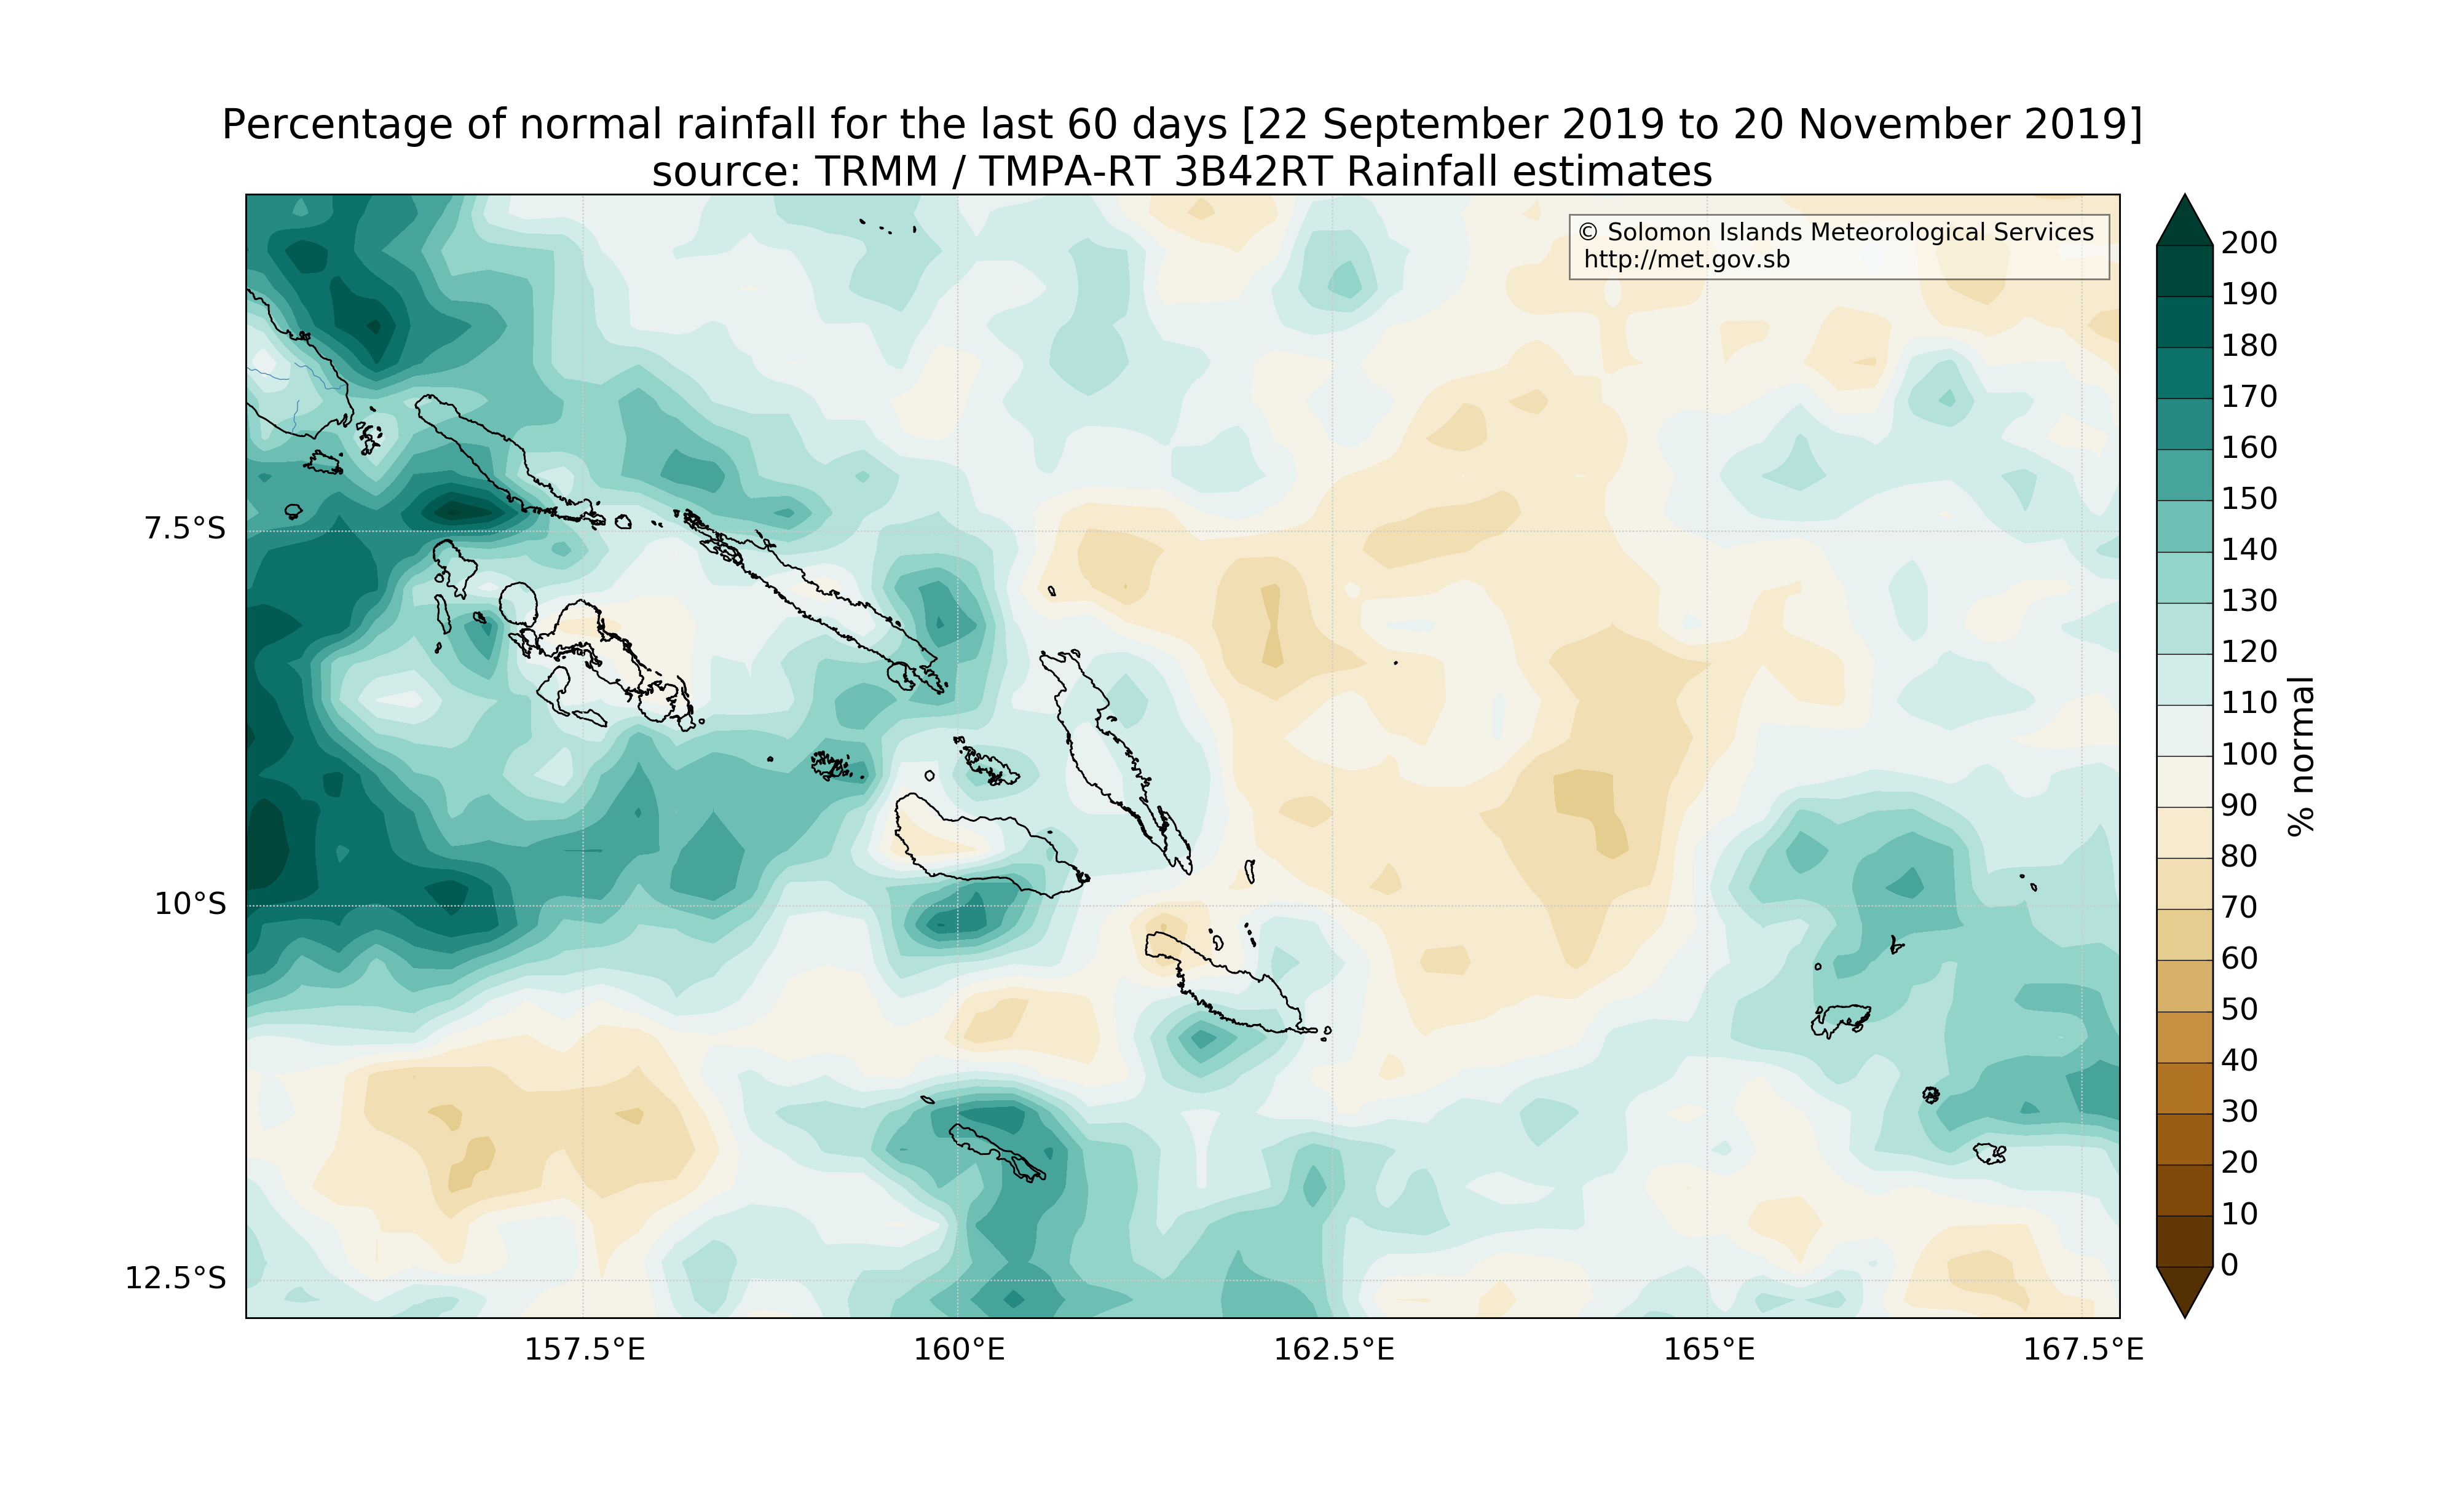 Percentage of normal rainfall for the last 60 days [22 September 2019 to 20 November 2019]
source: TRMM / TMPA-RT 3B42RT Rainfall estimates
© Solomon Islands Meteorological Services
http://met.gov.sb
7.5°S
10°S
12.5°S
157.5°E
160°E
162.5°E
165°E
167.5°E
200
190
180
170
160
150
140
130
120
110
100
90
80
70
60
50
40
30
20
10
0
% normal